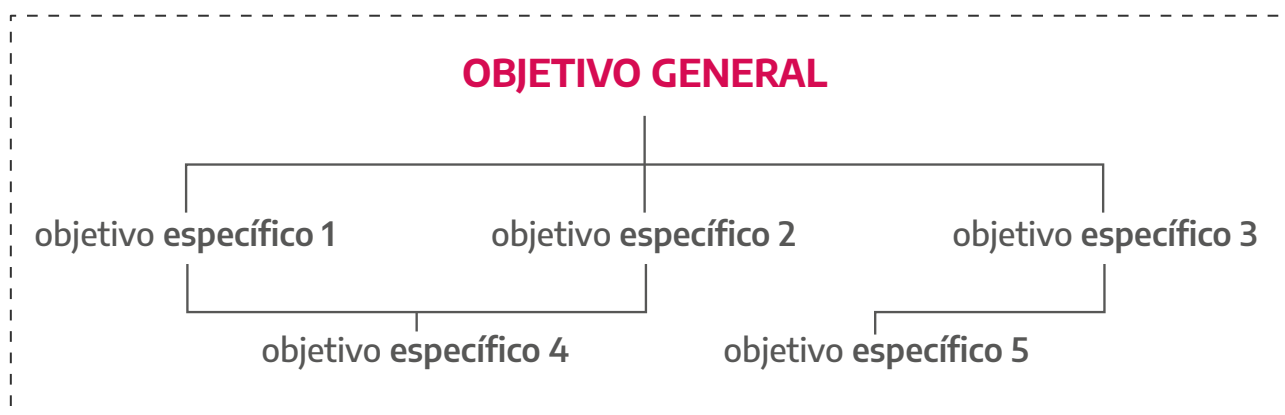 OBJETIVO GENERAL
objetivo específico 1
objetivo específico 2
objetivo específico 3
objetivo específico 4
objetivo específico 5